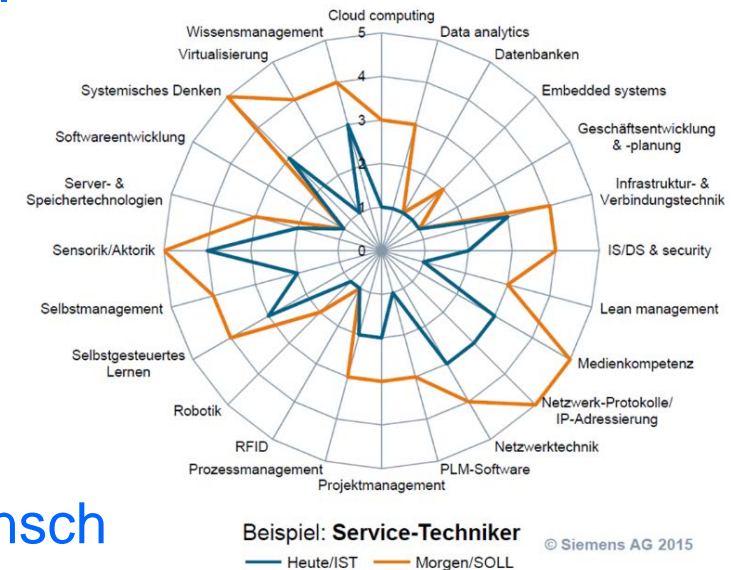 Cloud computing
Wissensmanagement
5
Data analytics
Virtualisierung
Datenbanken
4
Systemisches Denken
Embedded systems
3
Softwareentwicklung
Geschäftsentwicklung
& -planung
2
Server- &
Speichertechnologien
Infrastruktur- &
Verbindungstechnik
1
Sensorik/Aktorik
0
IS/DS & security
Selbstmanagement
Lean management
Selbstgesteuertes
Lernen
Medienkompetenz
Robotik
Netzwerk-Protokolle/
IP-Adressierung
RFID
Netzwerktechnik
Prozessmanagement
PLM-Software
Projektmanagement
nsch
Beispiel: Service-Techniker
© Siemens AG 2015
Heute/IST
Morgen/SOLL